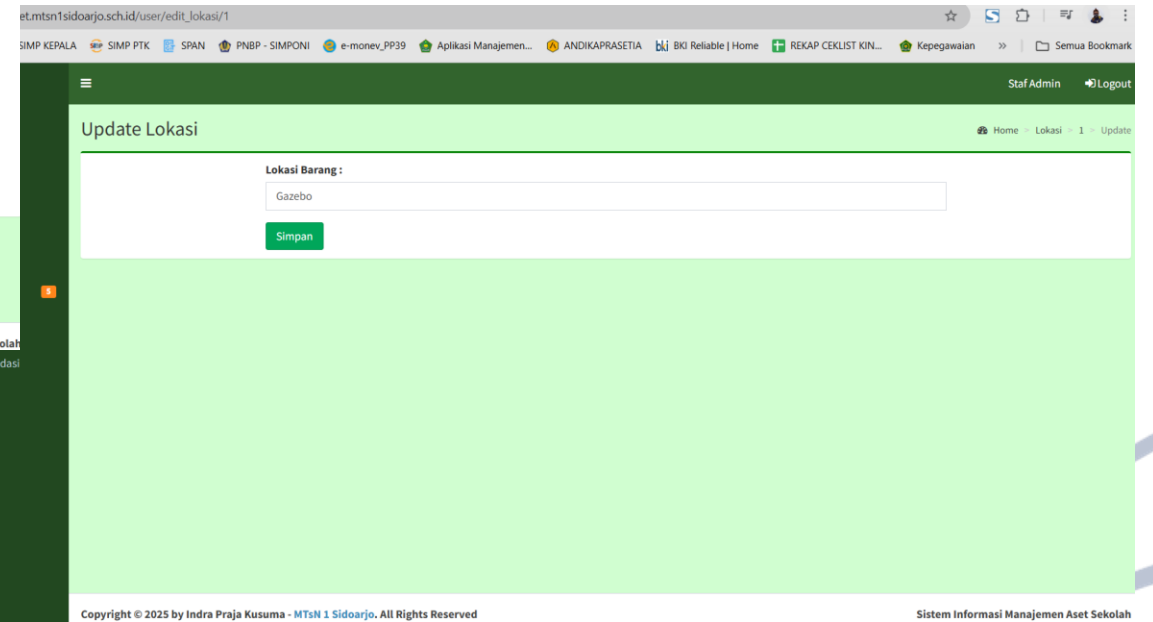 et.mtsn1sidoarjo.sch.id/user/edit_lokasi/1
SIMP KEPALA SIMP PTK SPAN PNBP - SIMPONI e-monev_PP39 Aplikasi Manajemen... ANDIKAPRASETIA bki BKI Reliable | Home REKAP CEKLIST KIN... Kepegawaian » Semua Bookmark
Staf Admin Logout
Update Lokasi
Home > Lokasi > 1 > Update
Lokasi Barang :
Gazebo
Simpan
5
olah
dasi
Copyright © 2025 by Indra Praja Kusuma - MTsN 1 Sidoarjo. All Rights Reserved
Sistem Informasi Manajemen Aset Sekolah